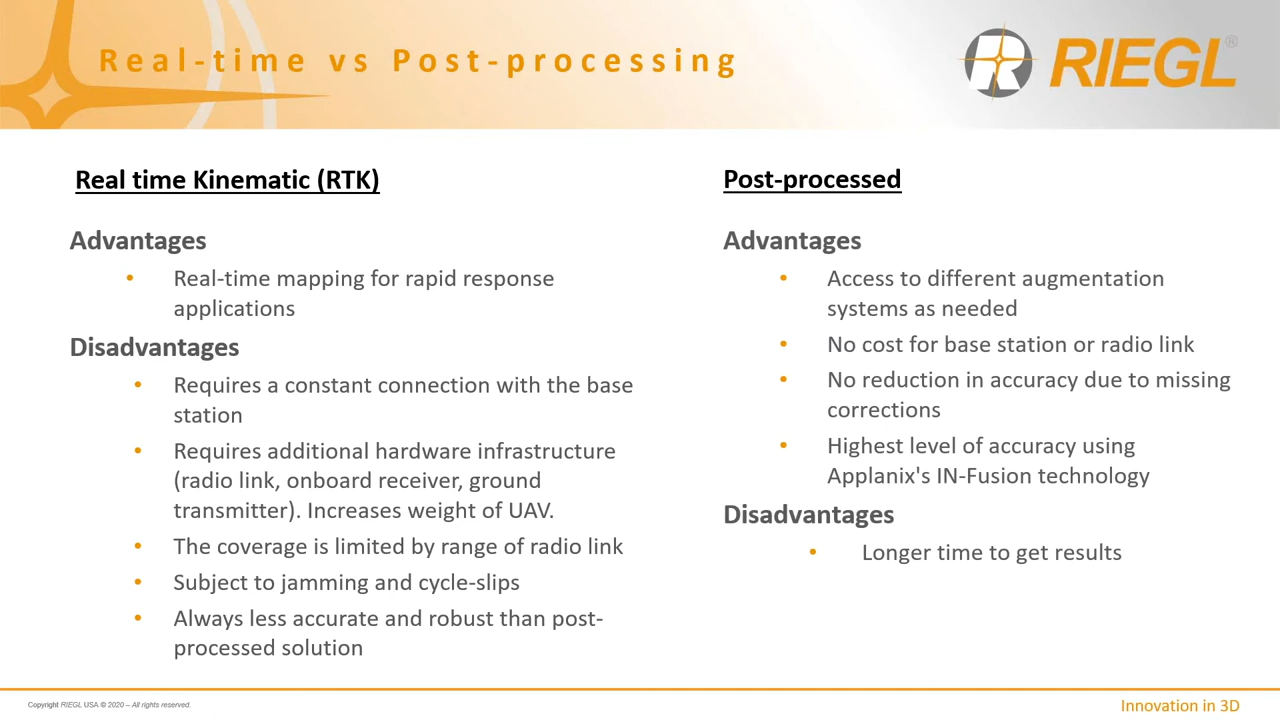 Real-time vs Post-processing
RIEGL®
Real time Kinematic (RTK)
Advantages
• Real-time mapping for rapid response
applications
Disadvantages
• Requires a constant connection with the base
station
• Requires additional hardware infrastructure
(radio link, onboard receiver, ground
transmitter). Increases weight of UAV.
• The coverage is limited by range of radio link
• Subject to jamming and cycle-slips
• Always less accurate and robust than post-
processed solution
Post-processed
Advantages
• Access to different augmentation
systems as needed
• No cost for base station or radio link
• No reduction in accuracy due to missing
corrections
• Highest level of accuracy using
Applanix's IN-Fusion technology
Disadvantages
• Longer time to get results
Copyright RIEGL USA © 2020 – All rights reserved.
Innovation in 3D